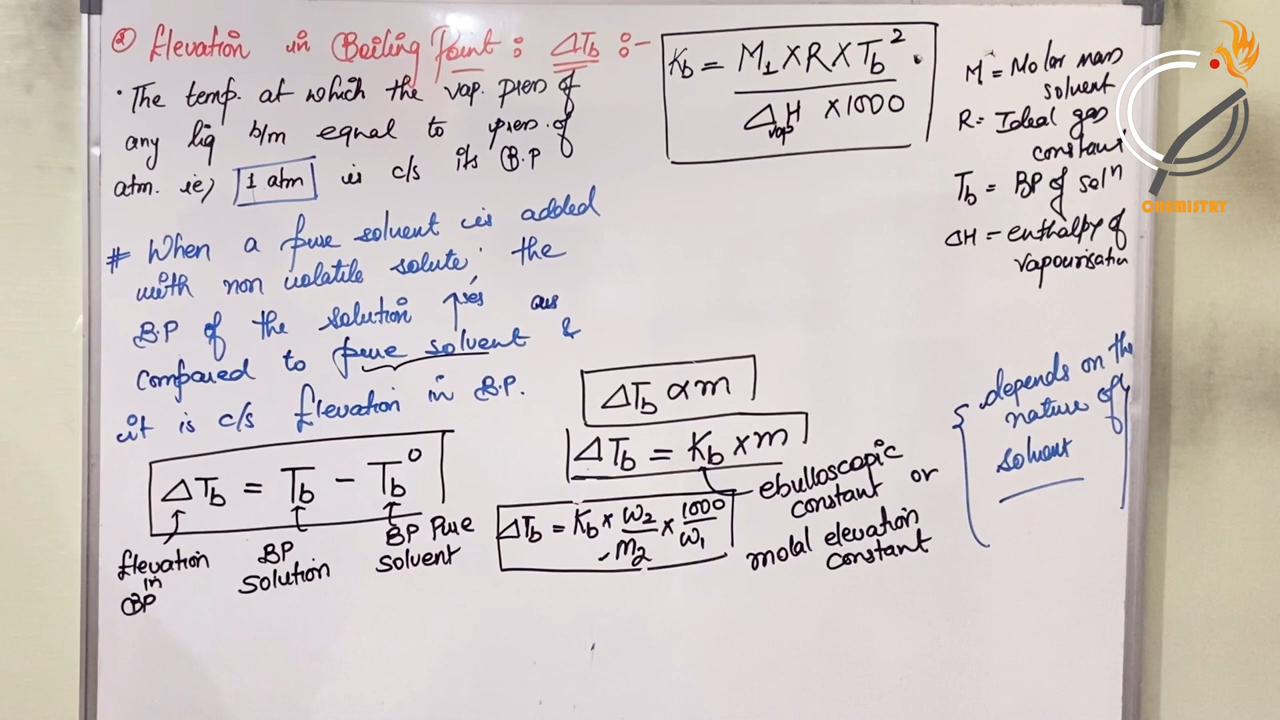 ② Elevation in Boiling Point : ΔTb :-
· The temp. at which the vap. pres of
any liq b/m equal to pres. of
atm. ie, 1 atm is c/s its B.P
# When a pure solvent is added
with non volatile solute, the
B.P of the solution ↑es as
compared to pure solvent &
it is c/s Elevation in B.P.
ΔTb = Tb - Tb⁰
Elevation in BP
BP solution
BP Pure solvent
Kb = M1 × R × Tb²
ΔvapH × 1000
M = Molar mass
solvent
R = Ideal gas
constant
Tb = BP of solⁿ
ΔH = enthalpy of
vapourisation
ΔTb α m
ΔTb = Kb × m
ΔTb = Kb × W2/M2 × 1000/W1
ebulloscopic
constant or
molal elevation
constant
depends on the
nature of
solvent
CHEMISTRY